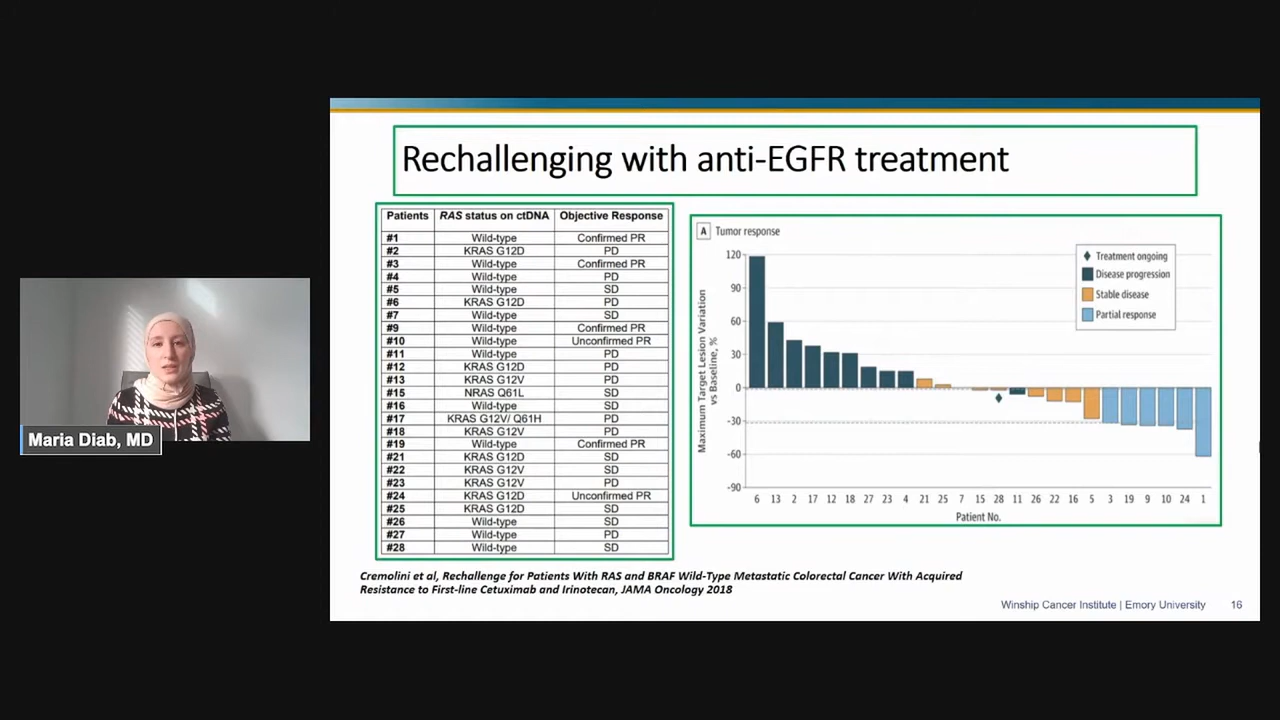 Rechallenging with anti-EGFR treatment
Patients RAS status on ctDNA Objective Response
#1 Wild-type Confirmed PR
#2 KRAS G12D PD
#3 Wild-type Confirmed PR
#4 Wild-type PD
#5 Wild-type SD
#6 KRAS G12D PD
#7 Wild-type SD
#9 Wild-type Confirmed PR
#10 Wild-type Unconfirmed PR
#11 Wild-type PD
#12 KRAS G12D PD
#13 KRAS G12V PD
#15 NRAS Q61L SD
#16 Wild-type SD
#17 KRAS G12V/ Q61H PD
#18 KRAS G12V PD
#19 Wild-type Confirmed PR
#21 KRAS G12D SD
#22 KRAS G12V SD
#23 KRAS G12V PD
#24 KRAS G12D Unconfirmed PR
#25 KRAS G12D SD
#26 Wild-type SD
#27 Wild-type PD
#28 Wild-type SD
A Tumor response
Maximum Target Lesion Variation
vs Baseline, %
120
90
60
30
0
-30
-60
-90
Treatment ongoing
Disease progression
Stable disease
Partial response
6 13 2 17 12 18 27 23 4 21 25 7 15 28 11 26 22 16 5 3 19 9 10 24 1
Patient No.
Cremolini et al, Rechallenge for Patients With RAS and BRAF Wild-Type Metastatic Colorectal Cancer With Acquired
Resistance to First-line Cetuximab and Irinotecan, JAMA Oncology 2018
Winship Cancer Institute | Emory University 16
Maria Diab, MD